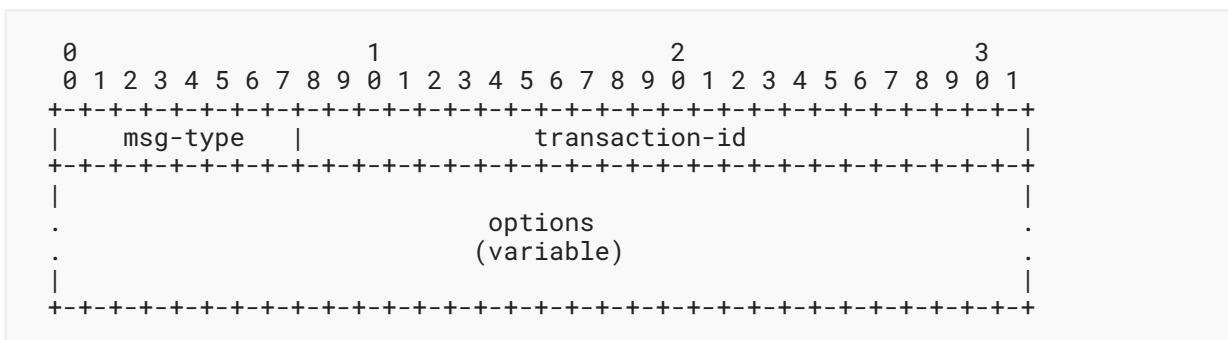 0                   1                   2                   3
 0 1 2 3 4 5 6 7 8 9 0 1 2 3 4 5 6 7 8 9 0 1 2 3 4 5 6 7 8 9 0 1
+-+-+-+-+-+-+-+-+-+-+-+-+-+-+-+-+-+-+-+-+-+-+-+-+-+-+-+-+-+-+-+-+
|    msg-type   |               transaction-id                  |
+-+-+-+-+-+-+-+-+-+-+-+-+-+-+-+-+-+-+-+-+-+-+-+-+-+-+-+-+-+-+-+-+
|                                                               |
.                            options                            .
.                           (variable)                          .
|                                                               |
+-+-+-+-+-+-+-+-+-+-+-+-+-+-+-+-+-+-+-+-+-+-+-+-+-+-+-+-+-+-+-+-+